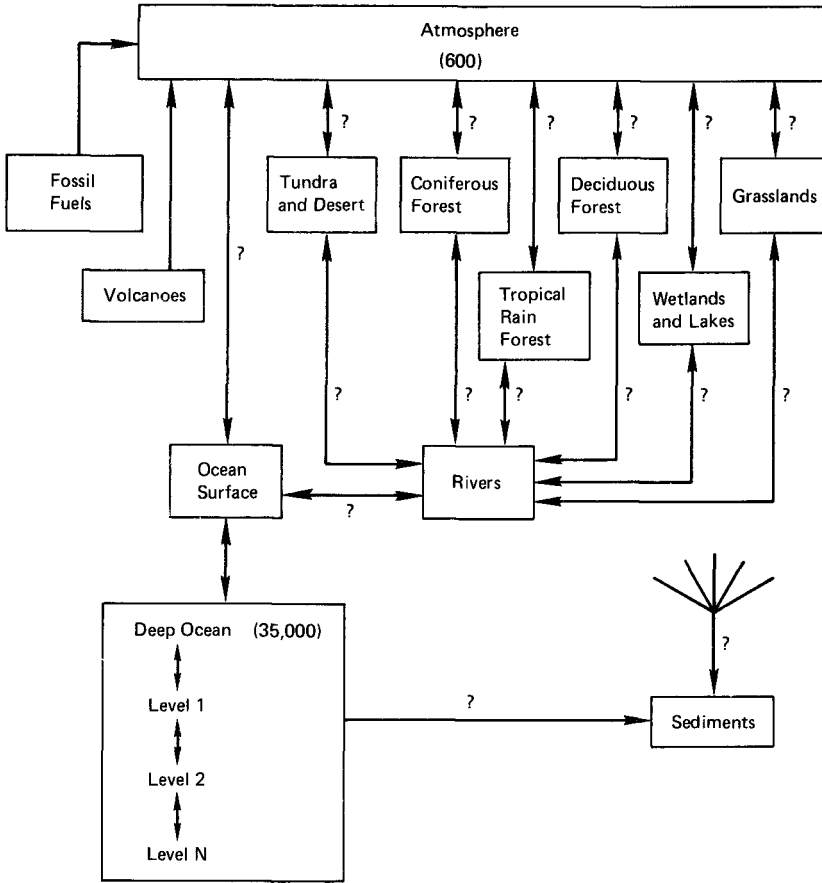 Atmosphere
(600)
?
?
?
?
?
?
Fossil
Fuels
Tundra
and Desert
Coniferous
Forest
Deciduous
Forest
Grasslands
?
Volcanoes
Tropical
Rain
Forest
Wetlands
and Lakes
?
?
?
?
?
?
Ocean
Surface
Rivers
?
Deep Ocean (35,000)
?
Level 1
?
Sediments
Level 2
Level N